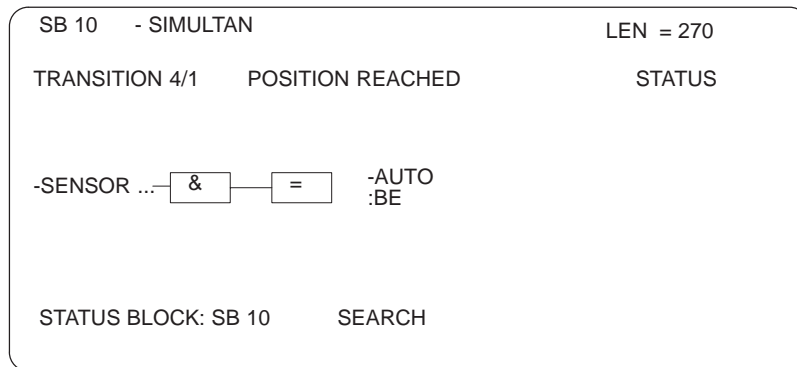 SB 10 - SIMULTAN LEN = 270
TRANSITION 4/1 POSITION REACHED STATUS
-SENSOR ... & = -AUTO
:BE
STATUS BLOCK: SB 10 SEARCH